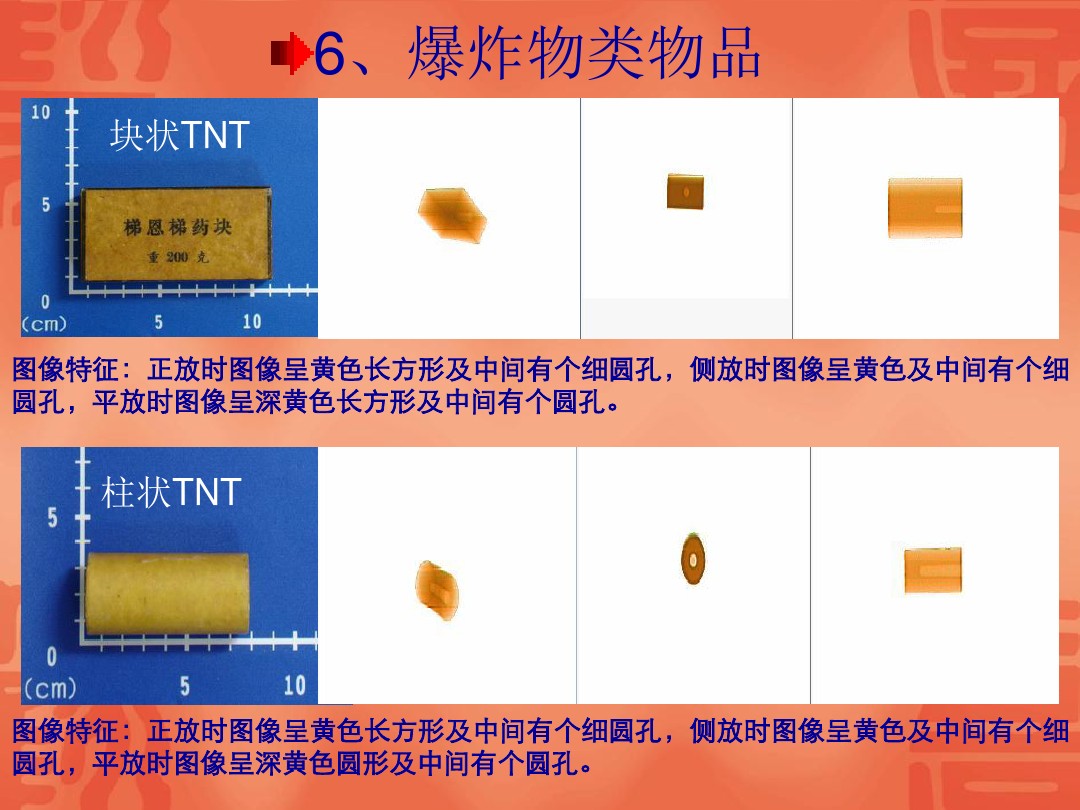 6、爆炸物类物品
10
块状TNT
5
梯恩梯药块
重 200 克
0
(cm)
5
10
图像特征：正放时图像呈黄色长方形及中间有个细圆孔，侧放时图像呈黄色及中间有个细
圆孔，平放时图像呈深黄色长方形及中间有个圆孔。
柱状TNT
5
0
(cm)
5
10
图像特征：正放时图像呈黄色长方形及中间有个细圆孔，侧放时图像呈黄色及中间有个细
圆孔，平放时图像呈深黄色圆形及中间有个圆孔。